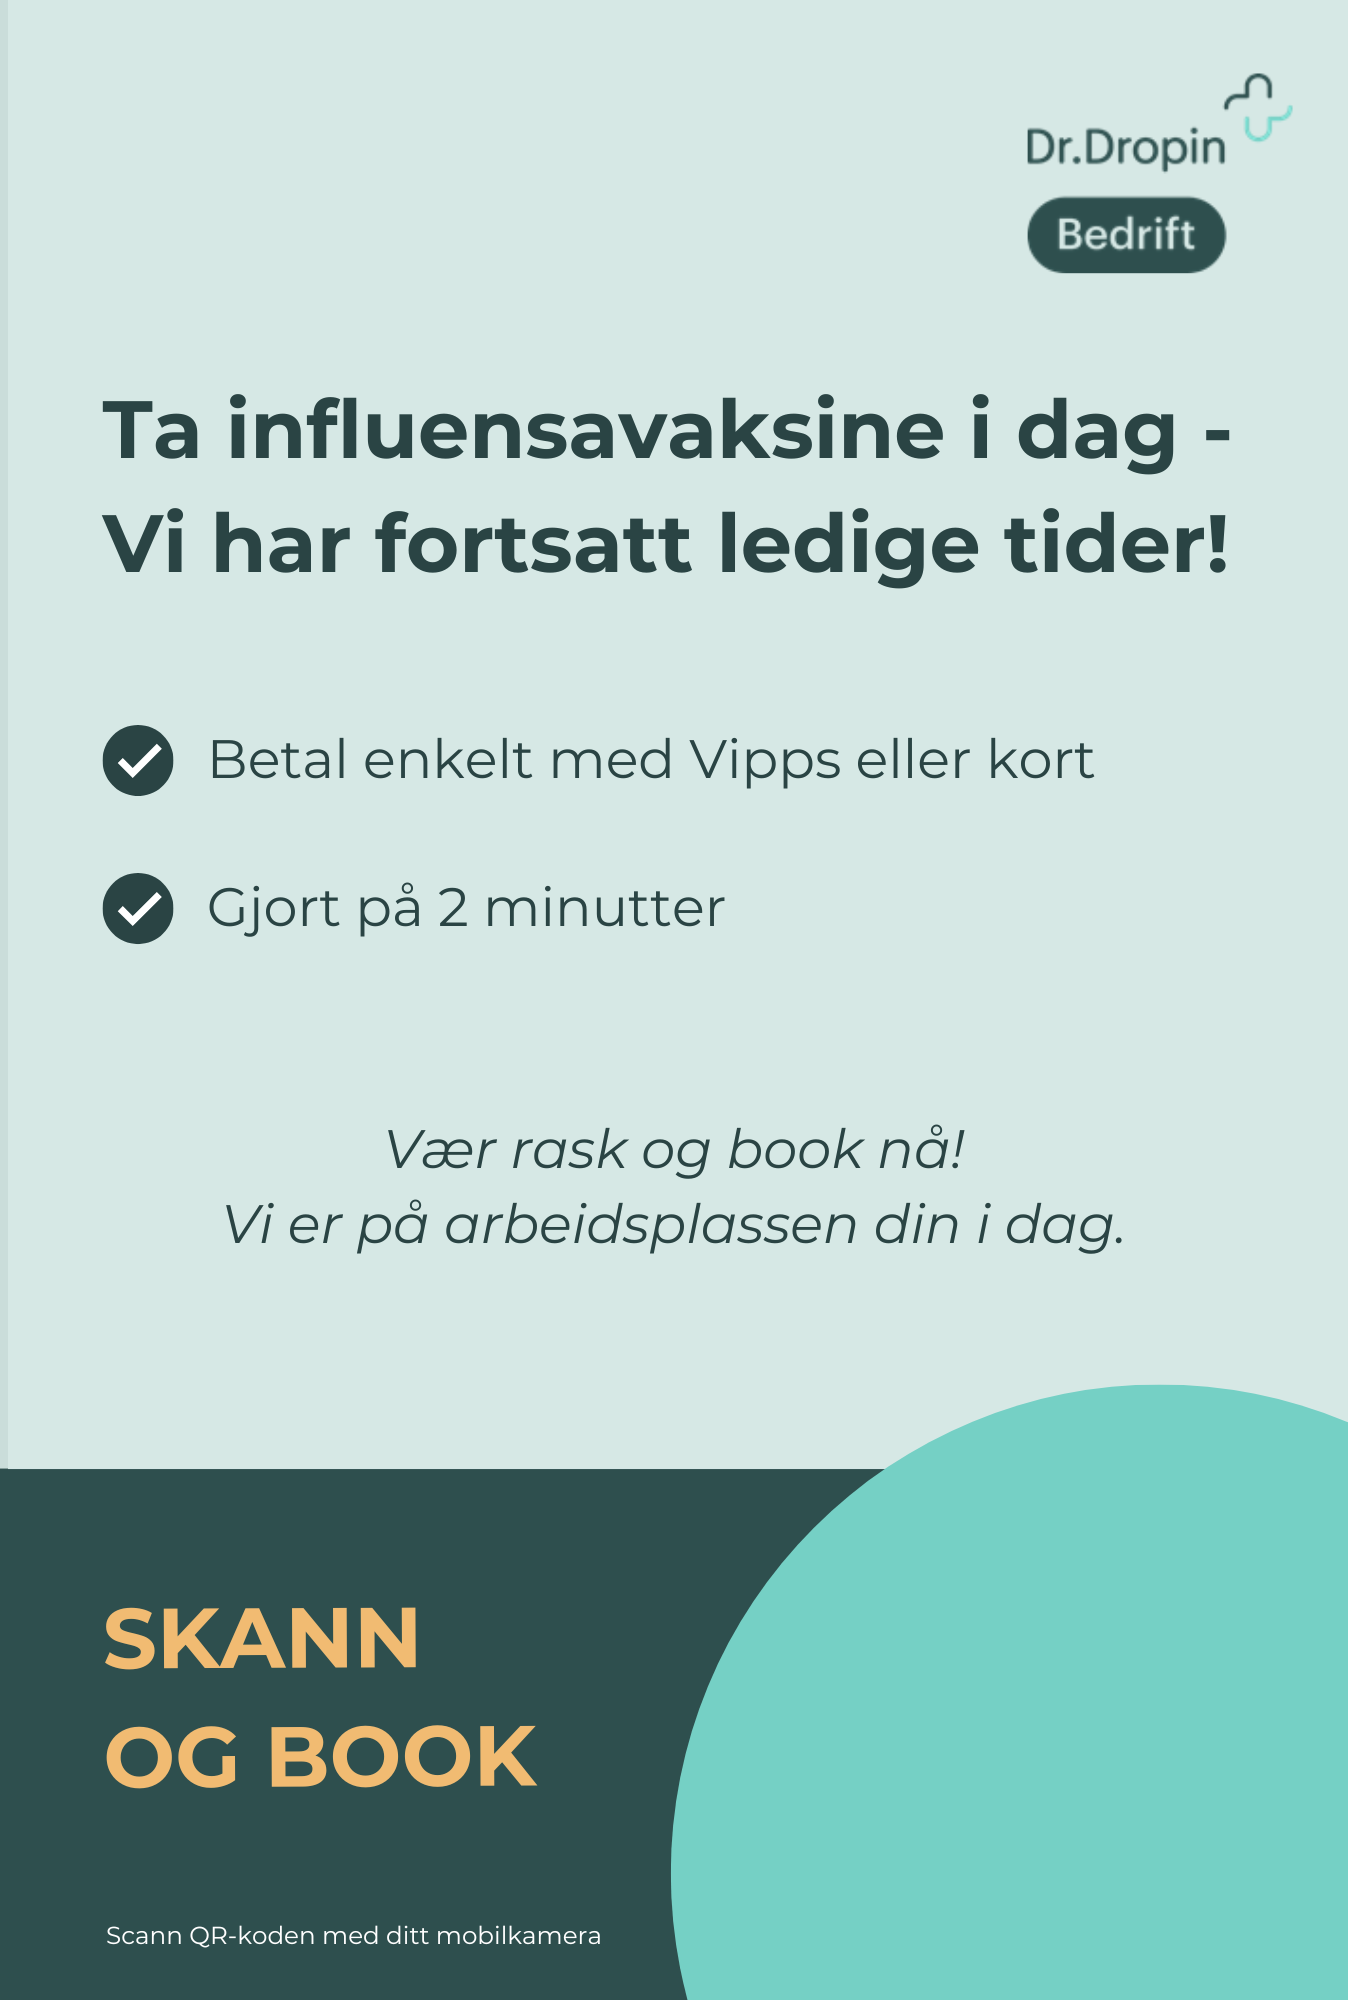 Dr.Dropin
Bedrift
Ta influensavaksine i dag -
Vi har fortsatt ledige tider!
Betal enkelt med Vipps eller kort
Gjort på 2 minutter
Vær rask og book nå!
Vi er på arbeidsplassen din i dag.
SKANN
OG BOOK
Scann QR-koden med ditt mobilkamera